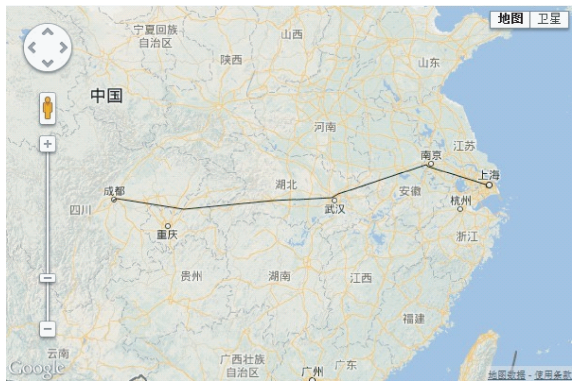 地图 卫星
宁夏回族
自治区
山西
陕西
山东
中国
河南
江苏
南京
上海
成都
湖北
安徽
武汉
杭州
四川
重庆
浙江
贵州
湖南
江西
福建
云南
广西壮族
自治区
广州
广东
Google
地图数据 - 使用条款